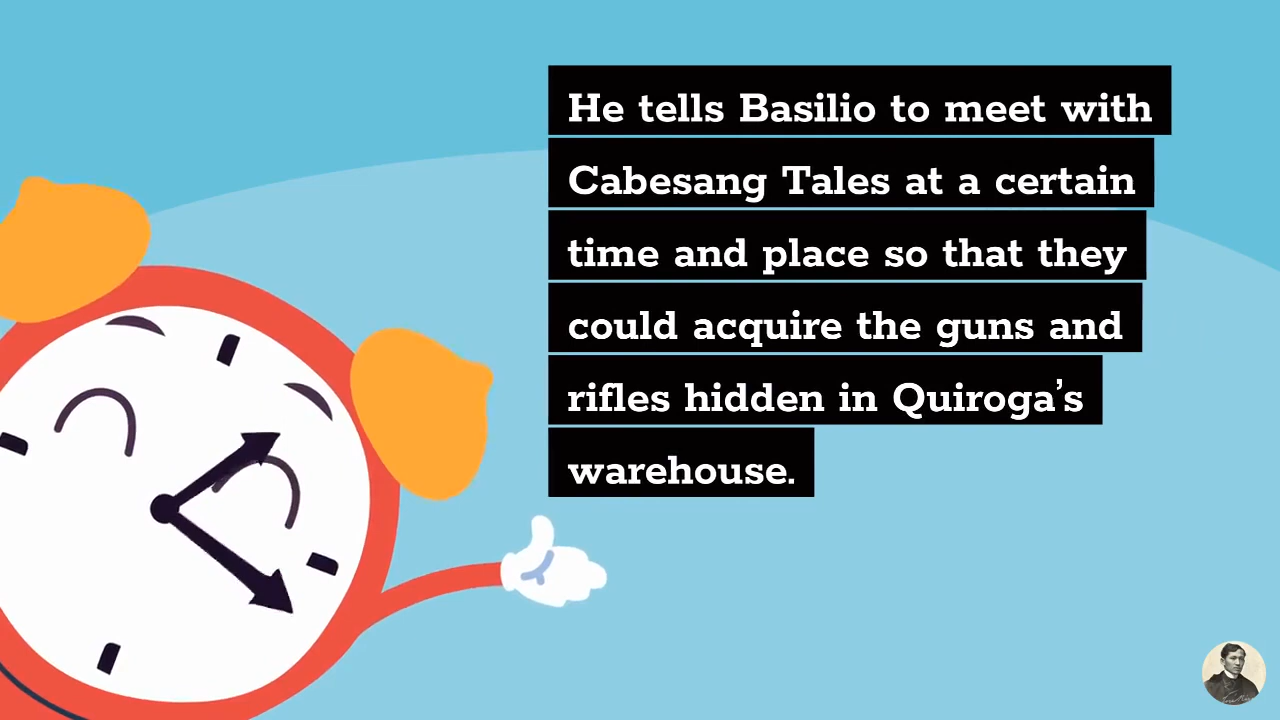 He tells Basilio to meet with
Cabesang Tales at a certain
time and place so that they
could acquire the guns and
rifles hidden in Quiroga's
warehouse.